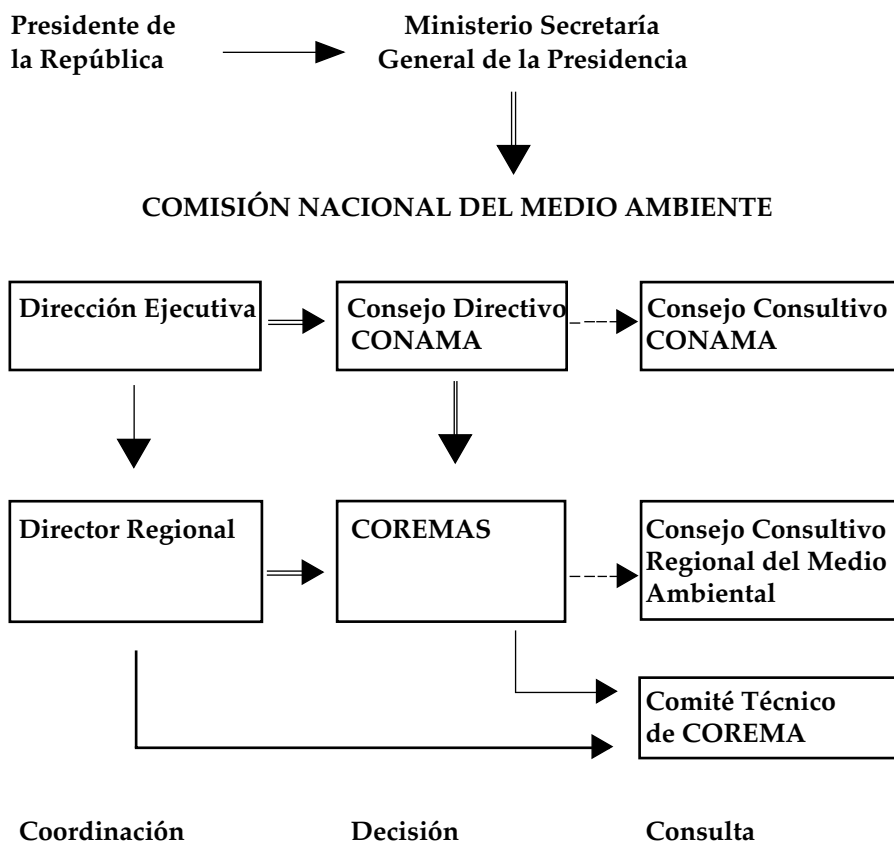 Presidente de
la República
Ministerio Secretaría
General de la Presidencia
COMISIÓN NACIONAL DEL MEDIO AMBIENTE
Dirección Ejecutiva
Consejo Directivo
CONAMA
Consejo Consultivo
CONAMA
Director Regional
COREMAS
Consejo Consultivo
Regional del Medio
Ambiental
Comité Técnico
de COREMA
Coordinación
Decisión
Consulta